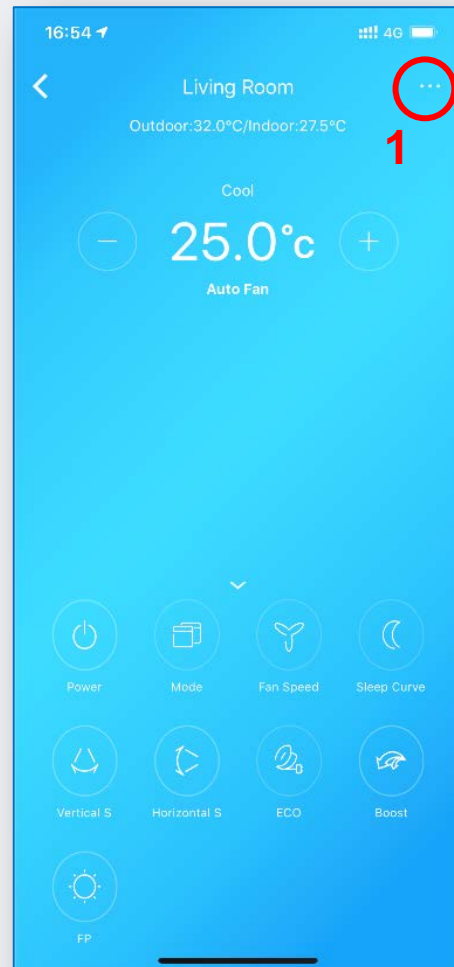 16:54
4G
Living Room
Outdoor:32.0°C/Indoor:27.5°C
1
Cool
25.0°c
Auto Fan
Power Mode Fan Speed Sleep Curve
Vertical S Horizontal S ECO Boost
FP